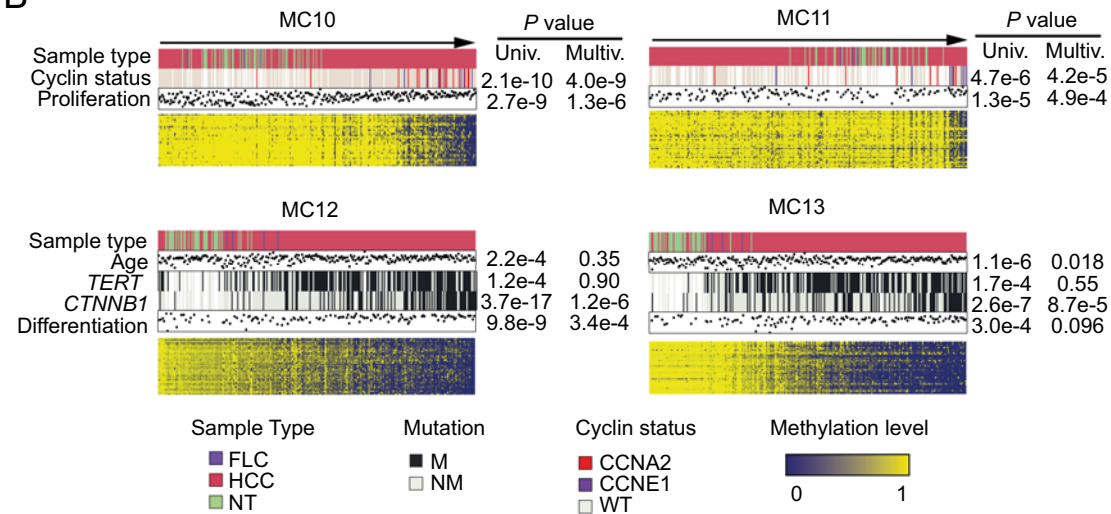 B
MC10
P value
Univ. Multiv.
Sample type
Cyclin status
2.1e-10 4.0e-9
Proliferation
2.7e-9 1.3e-6
MC11
P value
Univ. Multiv.
4.7e-6 4.2e-5
1.3e-5 4.9e-4
MC12
Sample type
Age
2.2e-4 0.35
TERT
1.2e-4 0.90
CTNNB1
3.7e-17 1.2e-6
Differentiation
9.8e-9 3.4e-4
MC13
1.1e-6 0.018
1.7e-4 0.55
2.6e-7 8.7e-5
3.0e-4 0.096
Sample Type
FLC
HCC
NT
Mutation
M
NM
Cyclin status
CCNA2
CCNE1
WT
Methylation level
0 1